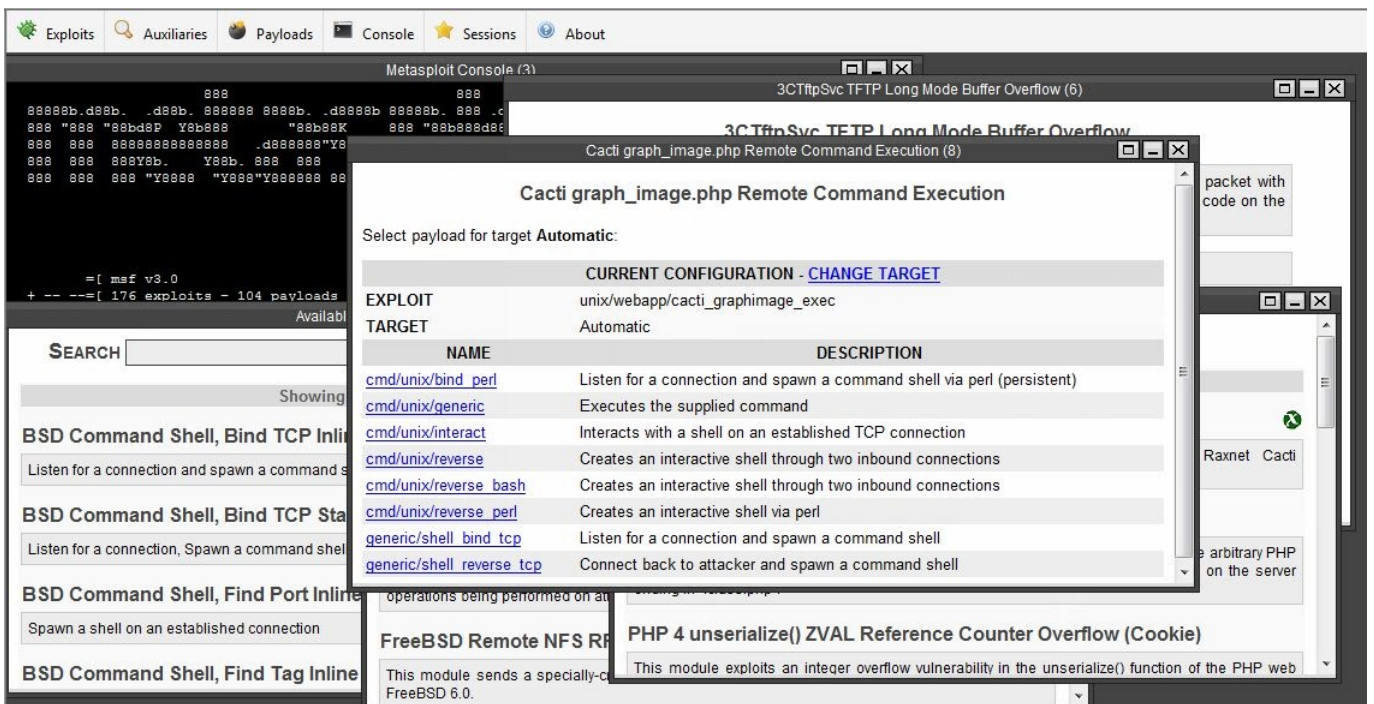 Exploits Auxiliaries Payloads Console Sessions About
Metasploit Console (3)
=[ msf v3.0
+ -- --=[ 176 exploits - 104 payloads
3CTftpSvc TFTP Long Mode Buffer Overflow (6)
3CTftpSvc TFTP Long Mode Buffer Overflow
packet with
code on the
Cacti graph_image.php Remote Command Execution (8)
Cacti graph_image.php Remote Command Execution
Select payload for target Automatic:
CURRENT CONFIGURATION - CHANGE TARGET
EXPLOIT unix/webapp/cacti_graphimage_exec
TARGET Automatic
NAME DESCRIPTION
cmd/unix/bind_perl Listen for a connection and spawn a command shell via perl (persistent)
cmd/unix/generic Executes the supplied command
cmd/unix/interact Interacts with a shell on an established TCP connection
cmd/unix/reverse Creates an interactive shell through two inbound connections
cmd/unix/reverse_bash Creates an interactive shell through two inbound connections
cmd/unix/reverse_perl Creates an interactive shell via perl
generic/shell_bind_tcp Listen for a connection and spawn a command shell
generic/shell_reverse_tcp Connect back to attacker and spawn a command shell
SEARCH
Showing
BSD Command Shell, Bind TCP
Listen for a connection and spawn a command
BSD Command Shell, Bind TCP
Listen for a connection, Spawn a command
BSD Command Shell, Find Port Inline
Spawn a shell on an established connection
BSD Command Shell, Find Tag Inline
operations being performed on
FreeBSD Remote NFS
This module sends a
FreeBSD 6.0.
Raxnet Cacti
arbitrary PHP
on the server
PHP 4 unserialize() ZVAL Reference Counter Overflow (Cookie)
This module exploits an integer overflow vulnerability in the unserialize() function of the PHP web